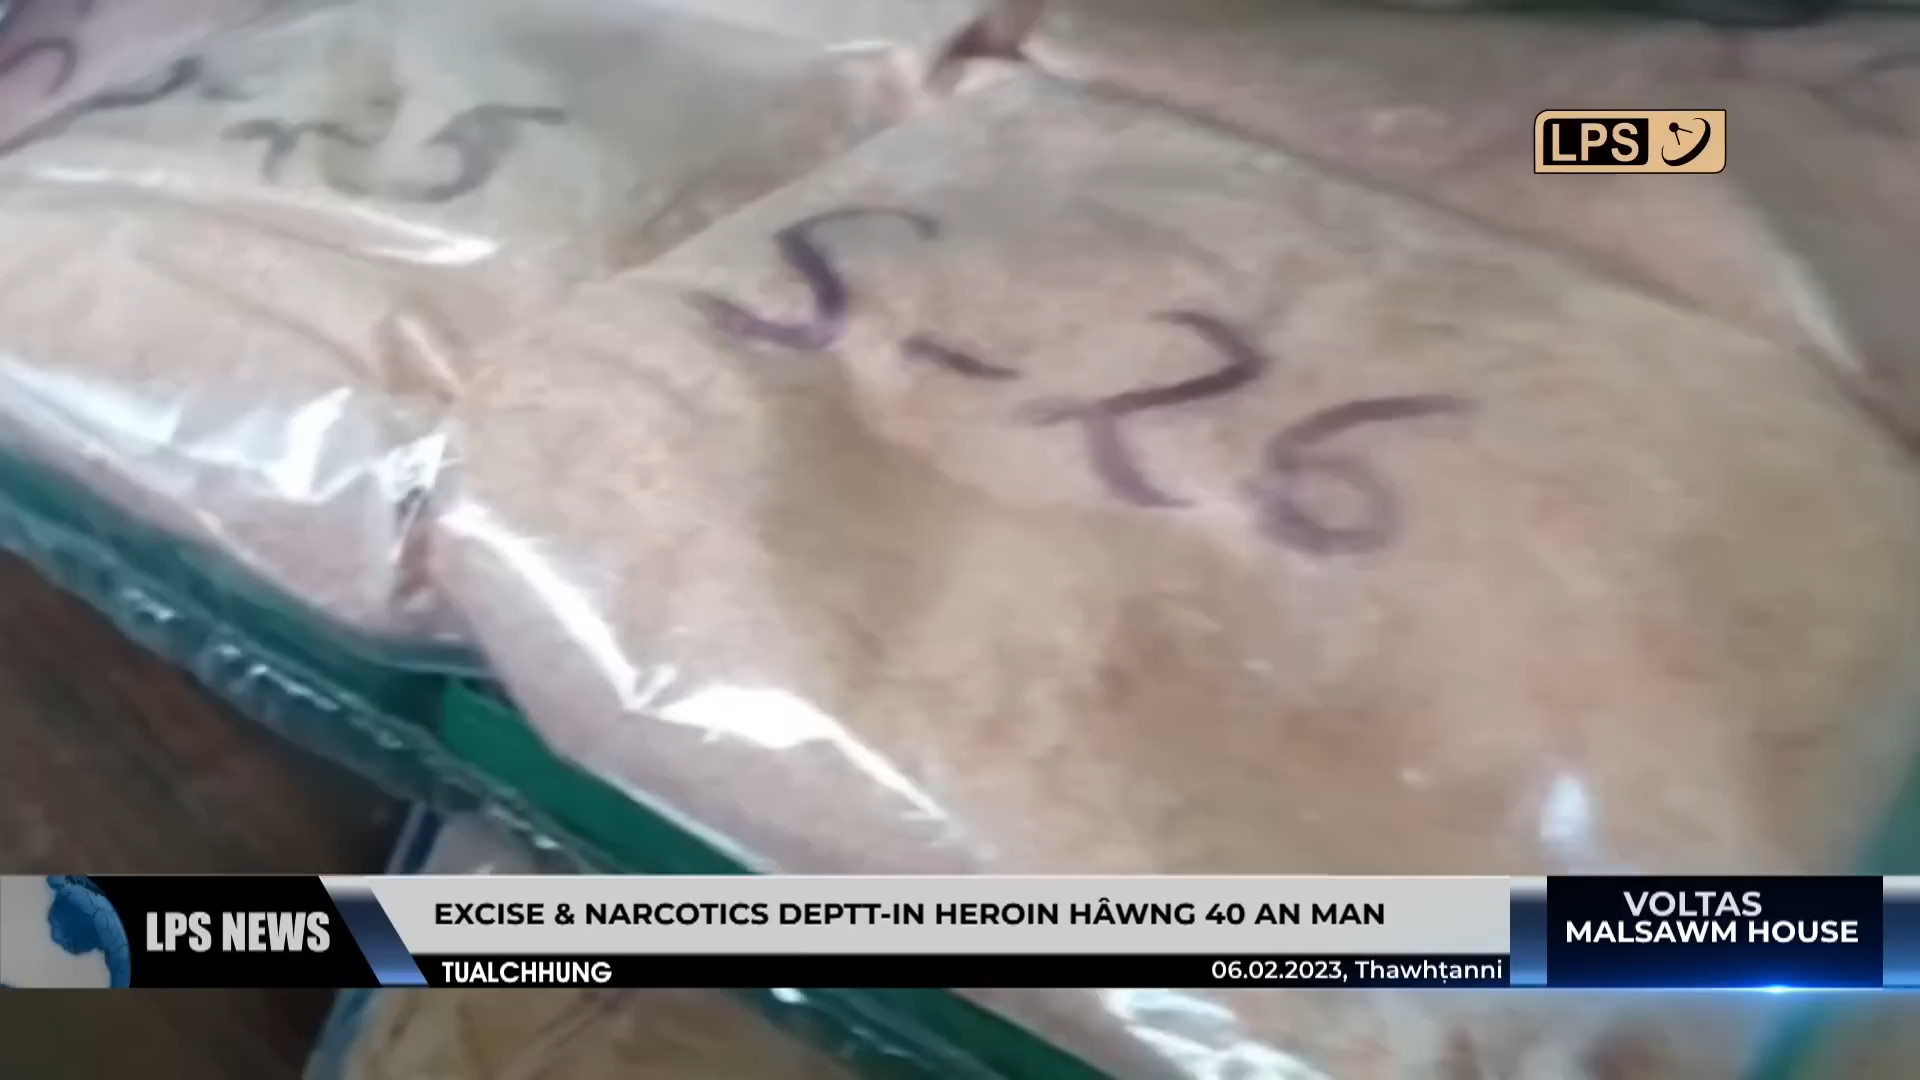 LPS
S-26
LPS NEWS
EXCISE & NARCOTICS DEPTT-IN HEROIN HÂWNG 40 AN MAN
TUALCHHUNG
06.02.2023, Thawhṭanni
VOLTAS
MALSAWM HOUSE